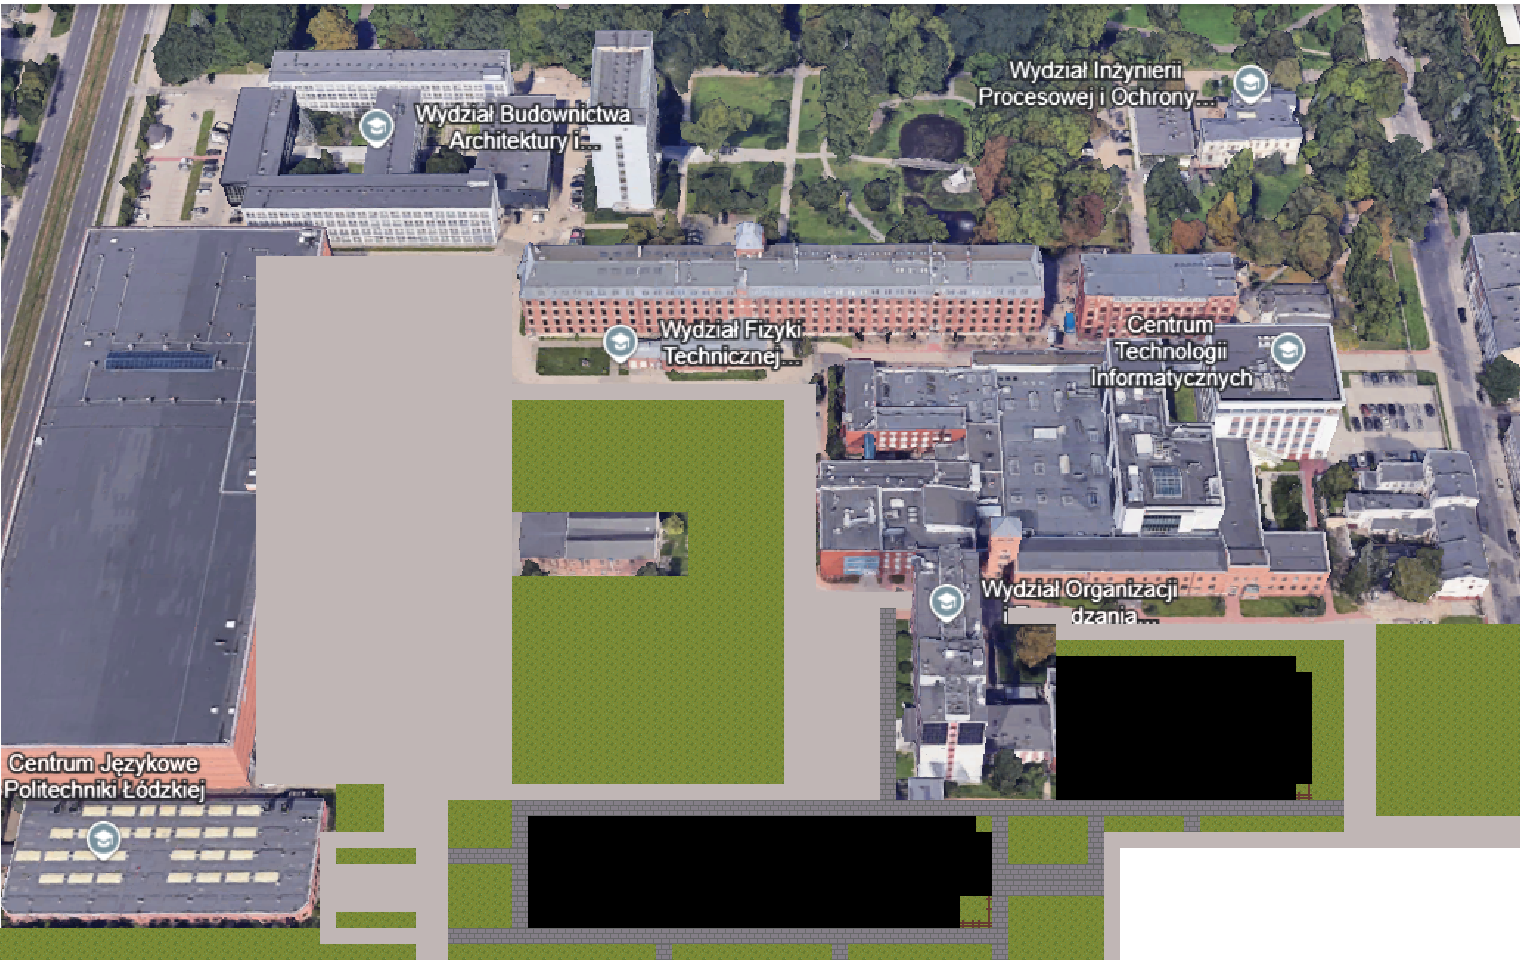 Wydział Budownictwa
Architektury i...
Wydział Inżynierii
Procesowej i Ochrony...
Wydział Fizyki
Technicznej...
Centrum
Technologii
Informatycznych
Wydział Organizacji
i dzania...
Centrum Językowe
Politechniki Łódzkiej